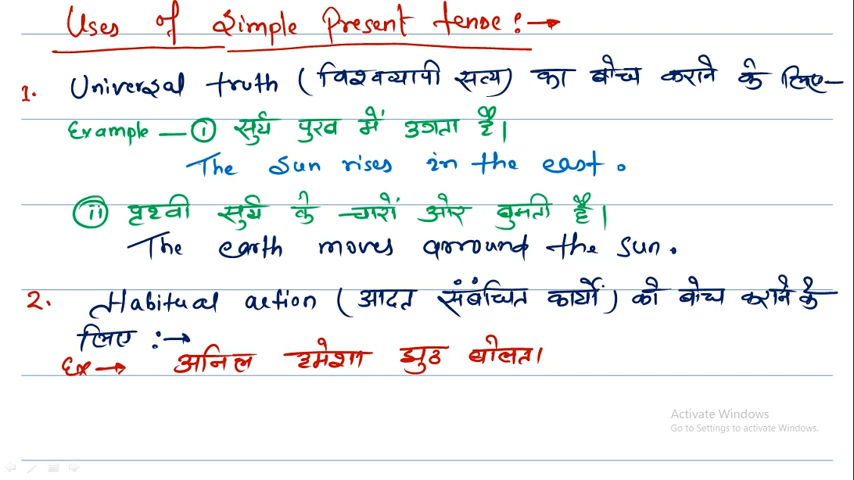 Uses of Simple Present tense:→
1. Universal truth (विश्वव्यापी सत्य) का बोध कराने के लिए-
Example — (i) सुर्य पुरब में उगता है।
The Sun rises in the east.
(ii) पृथ्वी सुर्य के चारों ओर घुमती है।
The earth moves arround the sun.
2. Habitual action (आदत संबंधित कार्यों) को बोध कराने के
लिए :→
Ex → अनिल हमेशा झुठ बोलता
Activate Windows
Go to Settings to activate Windows.